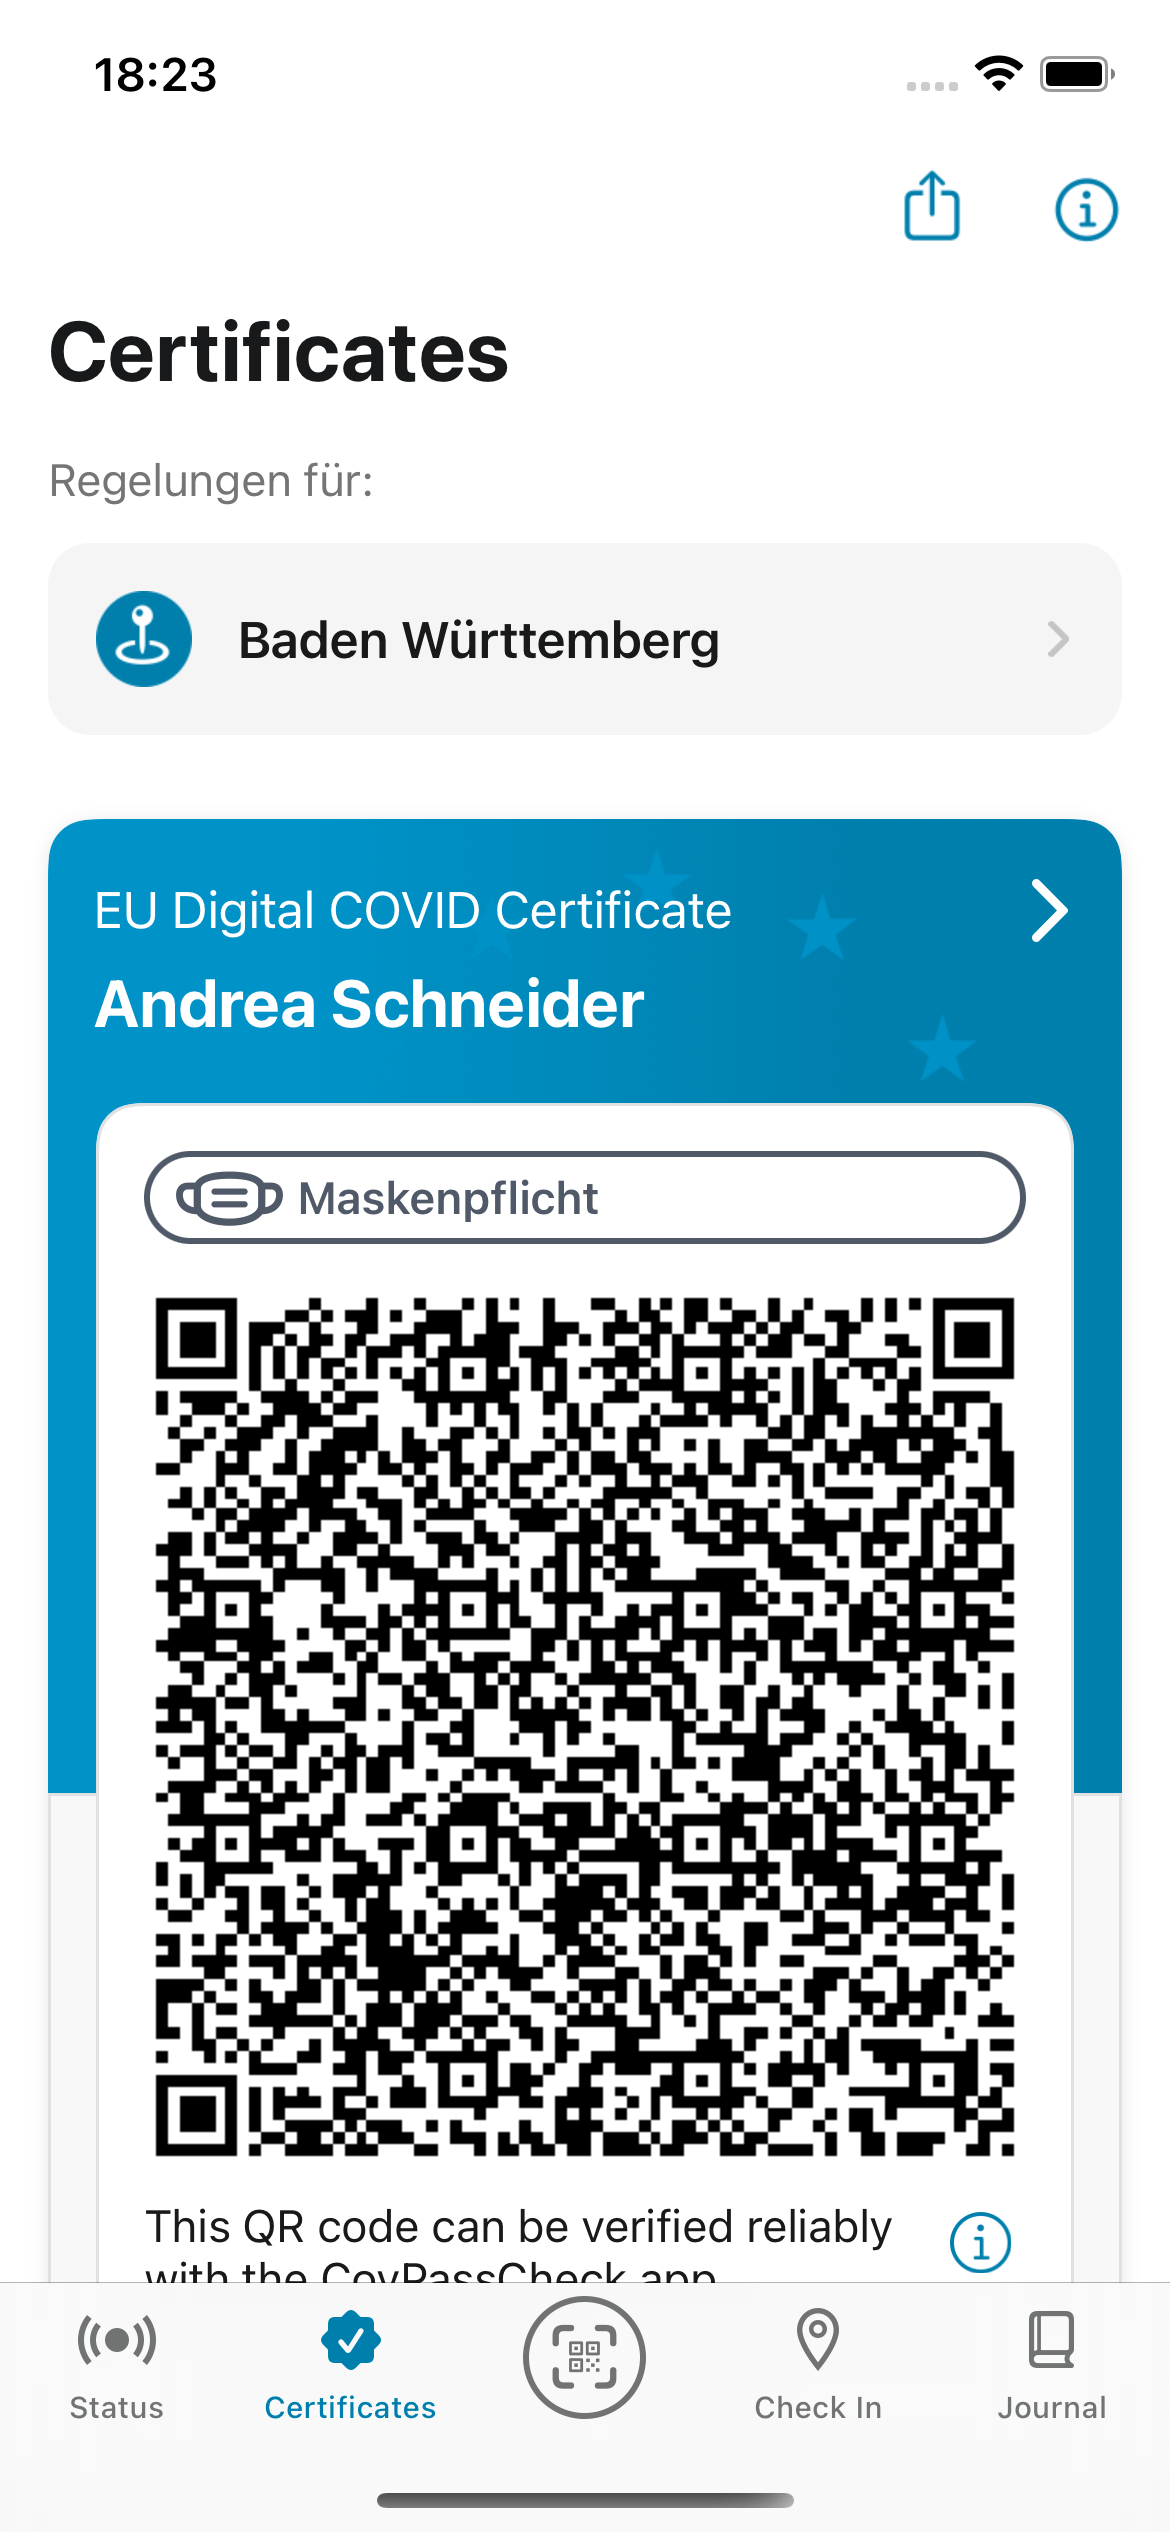 18:23
Certificates
Regelungen für:
Baden Württemberg
EU Digital COVID Certificate
Andrea Schneider
Maskenpflicht
This QR code can be verified reliably
with the CovPassCheck app
Status
Certificates
Check In
Journal